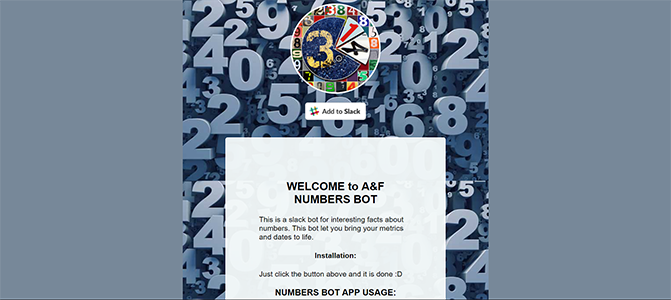 Add to Slack
WELCOME to A&F
NUMBERS BOT
This is a slack bot for interesting facts about
numbers. This bot let you bring your metrics
and dates to life.
Installation:
Just click the button above and it is done :D
NUMBERS BOT APP USAGE: